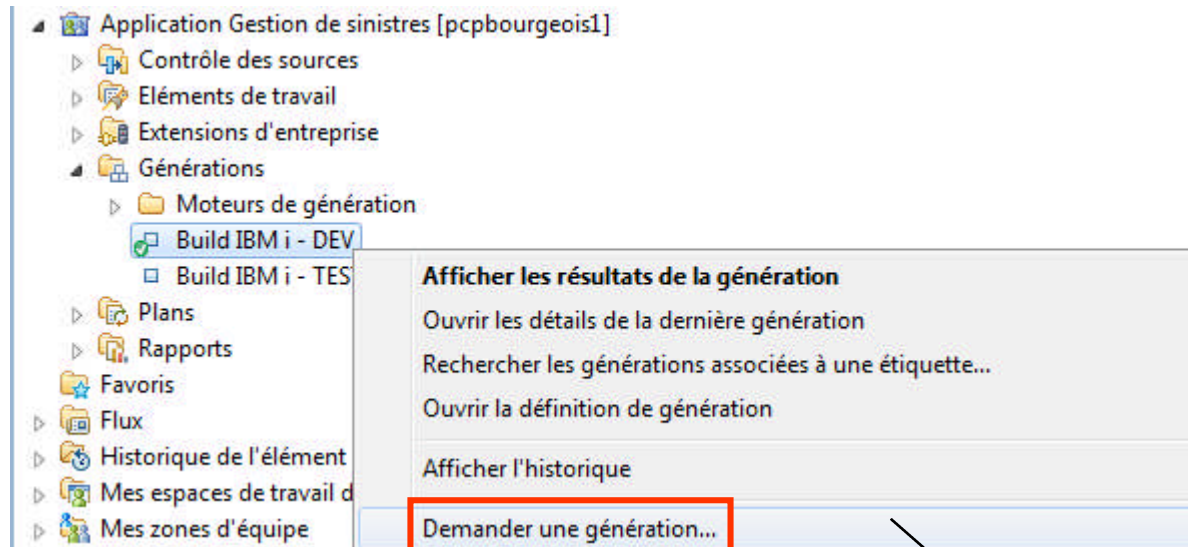 Application Gestion de sinistres [pcpbourgeois1]
Contrôle des sources
Eléments de travail
Extensions d'entreprise
Générations
Moteurs de génération
Build IBM i - DEV
Build IBM i - TES
Plans
Rapports
Favoris
Flux
Historique de l'élément
Mes espaces de travail d
Mes zones d'équipe
Afficher les résultats de la génération
Ouvrir les détails de la dernière génération
Rechercher les générations associées à une étiquette...
Ouvrir la définition de génération
Afficher l'historique
Demander une génération...